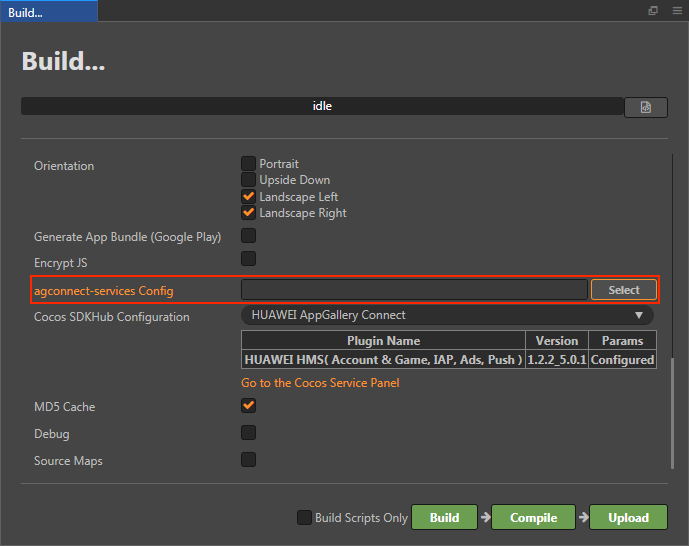 Build...
Build...
idle
Orientation
Portrait
Upside Down
Landscape Left
Landscape Right
Generate App Bundle (Google Play)
Encrypt JS
agconnect-services Config
Select
Cocos SDKHub Configuration
HUAWEI AppGallery Connect
Plugin Name Version Params
HUAWEI HMS( Account & Game, IAP, Ads, Push ) 1.2.2_5.0.1 Configured
Go to the Cocos Service Panel
MD5 Cache
Debug
Source Maps
Build Scripts Only Build Compile Upload